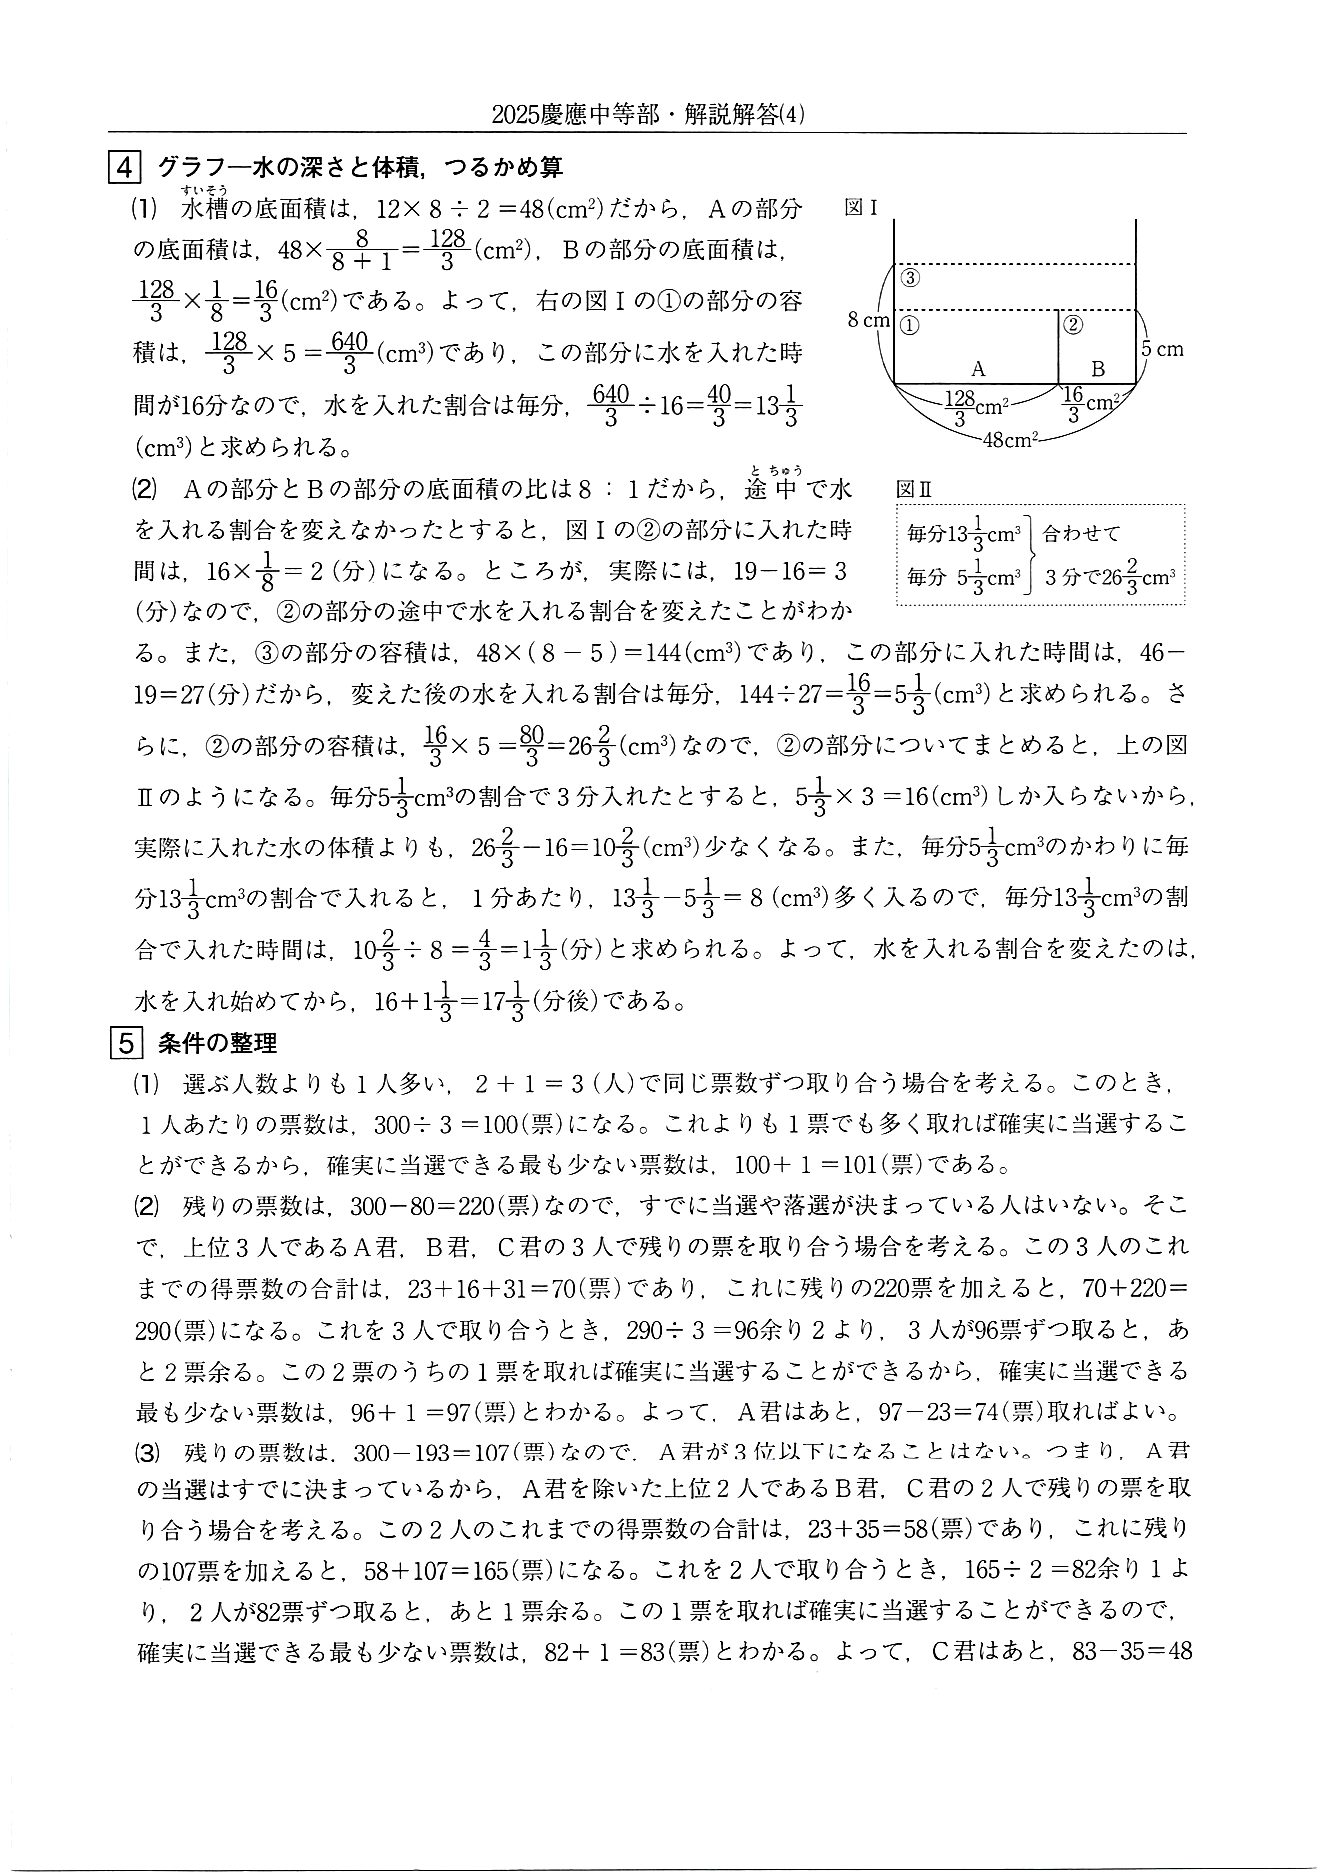 2025慶應中等部・解説解答(4)
4 グラフ―水の深さと体積，つるかめ算
すいそう
(1) 水槽の底面積は，12×8÷2=48(cm²)だから，Aの部分
の底面積は，48×8/(8+1)=128/3(cm²)，Bの部分の底面積は，
128/3×1/8=16/3(cm²)である。よって，右の図Ⅰの①の部分の容
積は，128/3×5=640/3(cm³)であり，この部分に水を入れた時
間が16分なので，水を入れた割合は毎分，640/3÷16=40/3=13 1/3
(cm³)と求められる。
図Ⅰ
③
8cm
①
②
5cm
A
B
128/3cm²
16/3cm²
48cm²
と ちゅう
(2) Aの部分とBの部分の底面積の比は8：1だから，途中で水
を入れる割合を変えなかったとすると，図Ⅰの②の部分に入れた時
間は，16×1/8=2(分)になる。ところが，実際には，19−16=3
(分)なので，②の部分の途中で水を入れる割合を変えたことがわか
図Ⅱ
毎分13 1/3cm³ 合わせて
毎分 5 1/3cm³ 3分で26 2/3cm³
る。また，③の部分の容積は，48×(8−5)=144(cm³)であり，この部分に入れた時間は，46−
19=27(分)だから，変えた後の水を入れる割合は毎分，144÷27=16/3=5 1/3(cm³)と求められる。さ
らに，②の部分の容積は，16/3×5=80/3=26 2/3(cm³)なので，②の部分についてまとめると，上の図
Ⅱのようになる。毎分5 1/3cm³の割合で3分入れたとすると，5 1/3×3=16(cm³)しか入らないから，
実際に入れた水の体積よりも，26 2/3−16=10 2/3(cm³)少なくなる。また，毎分5 1/3cm³のかわりに毎
分13 1/3cm³の割合で入れると，1分あたり，13 1/3−5 1/3=8(cm³)多く入るので，毎分13 1/3cm³の割
合で入れた時間は，10 2/3÷8=4/3=1 1/3(分)と求められる。よって，水を入れる割合を変えたのは，
水を入れ始めてから，16+1 1/3=17 1/3(分後)である。
5 条件の整理
(1) 選ぶ人数よりも1人多い，2+1=3(人)で同じ票数ずつ取り合う場合を考える。このとき，
1人あたりの票数は，300÷3=100(票)になる。これよりも1票でも多く取れば確実に当選するこ
とができるから，確実に当選できる最も少ない票数は，100+1=101(票)である。
(2) 残りの票数は，300−80=220(票)なので，すでに当選や落選が決まっている人はいない。そこ
で，上位3人であるA君，B君，C君の3人で残りの票を取り合う場合を考える。この3人のこれ
までの得票数の合計は，23+16+31=70(票)であり，これに残りの220票を加えると，70+220=
290(票)になる。これを3人で取り合うとき，290÷3=96余り2より，3人が96票ずつ取ると，あ
と2票余る。この2票のうちの1票を取れば確実に当選することができるから，確実に当選できる
最も少ない票数は，96+1=97(票)とわかる。よって，A君はあと，97−23=74(票)取ればよい。
(3) 残りの票数は，300−193=107(票)なので，A君が3位以下になることはない。つまり，A君
の当選はすでに決まっているから，A君を除いた上位2人であるB君，C君の2人で残りの票を取
り合う場合を考える。この2人のこれまでの得票数の合計は，23+35=58(票)であり，これに残り
の107票を加えると，58+107=165(票)になる。これを2人で取り合うとき，165÷2=82余り1よ
り，2人が82票ずつ取ると，あと1票余る。この1票を取れば確実に当選することができるので，
確実に当選できる最も少ない票数は，82+1=83(票)とわかる。よって，C君はあと，83−35=48